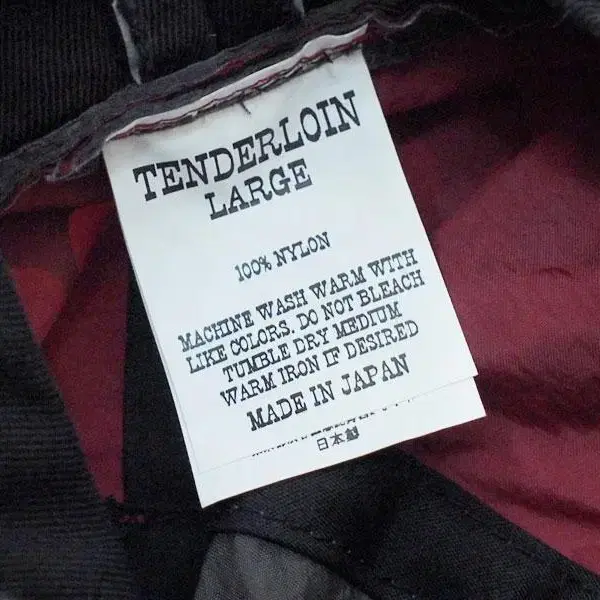 TENDERLOIN
LARGE
100% NYLON
MACHINE WASH WARM WITH
LIKE COLORS. DO NOT BLEACH
TUMBLE DRY MEDIUM
WARM IRON IF DESIRED
MADE IN JAPAN
日本製